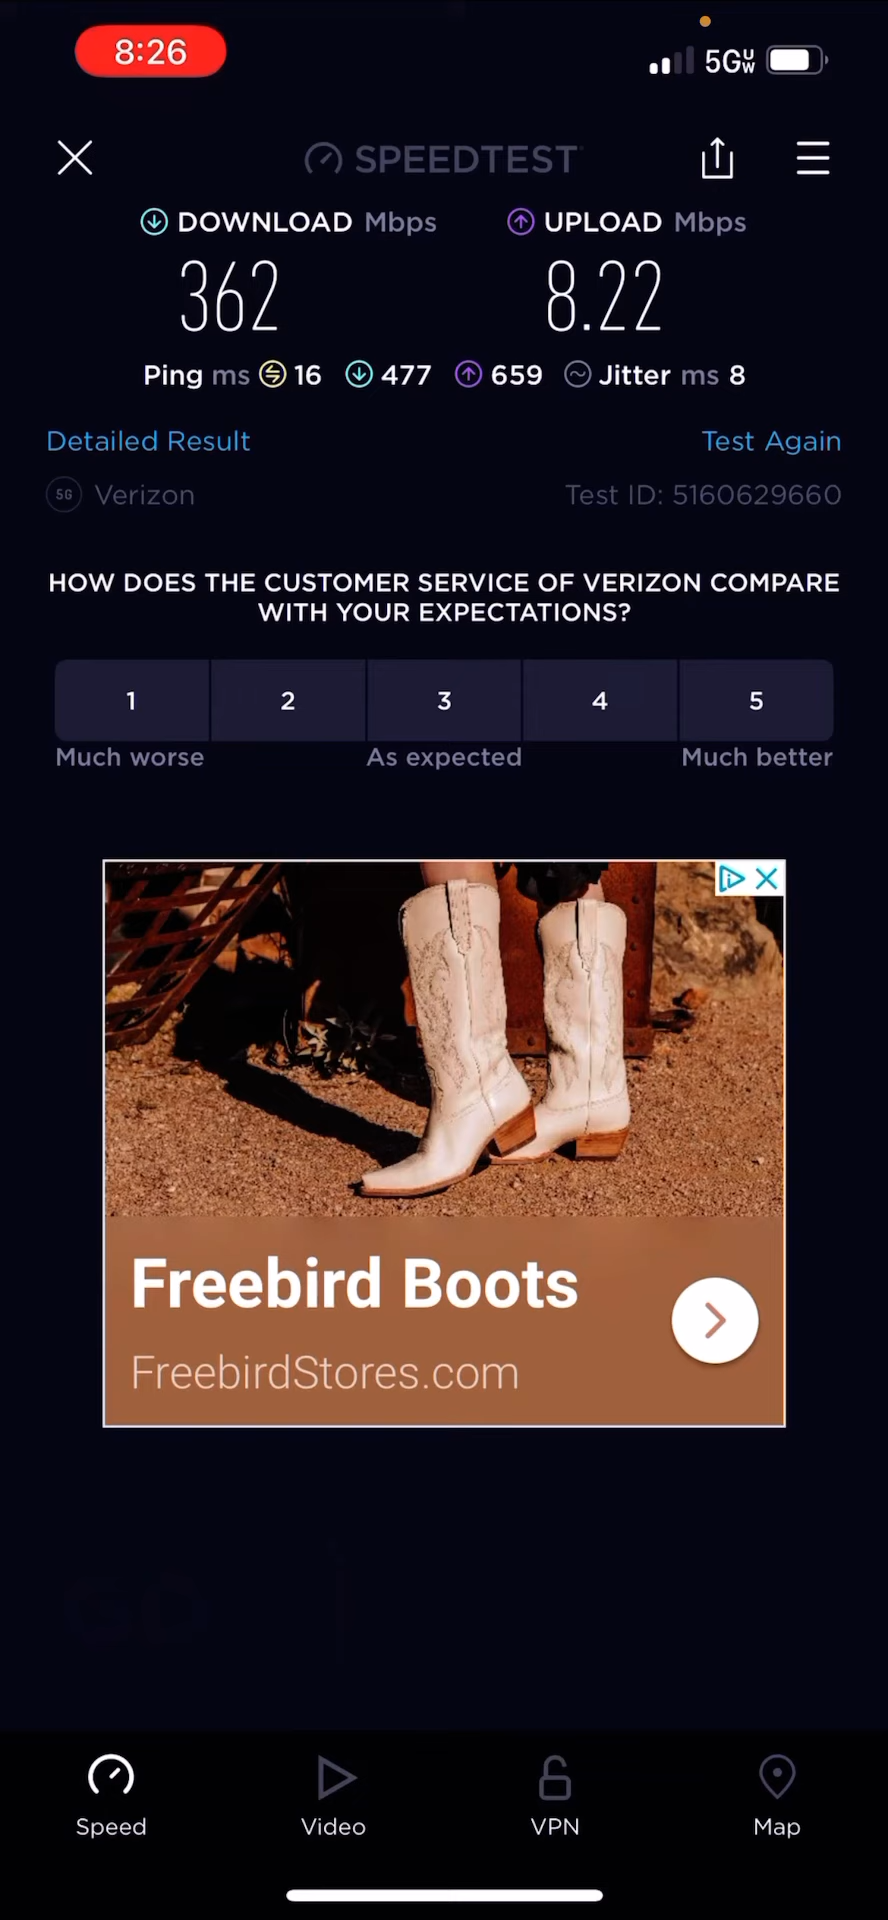 8:26
5G UW
SPEEDTEST
DOWNLOAD Mbps
UPLOAD Mbps
362
8.22
Ping ms 16 477 659 Jitter ms 8
Detailed Result
Test Again
5G Verizon
Test ID: 5160629660
HOW DOES THE CUSTOMER SERVICE OF VERIZON COMPARE
WITH YOUR EXPECTATIONS?
1 2 3 4 5
Much worse
As expected
Much better
Freebird Boots
FreebirdStores.com
Speed
Video
VPN
Map